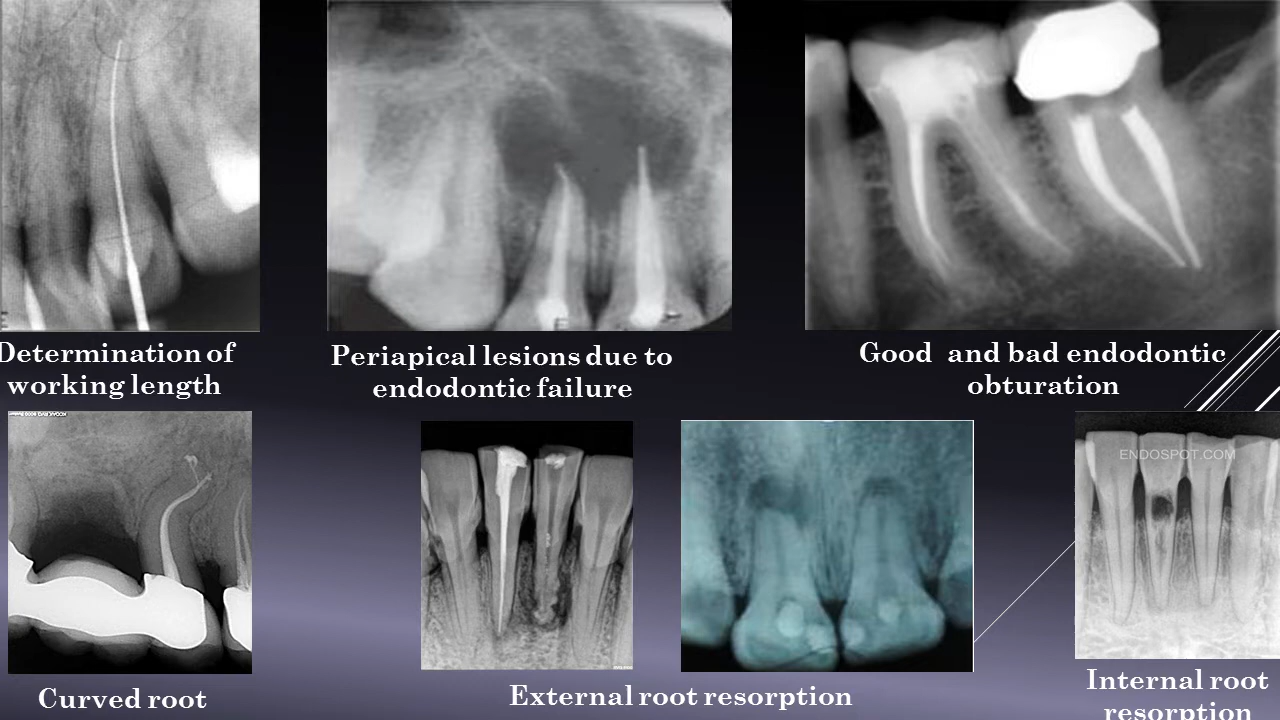 Determination of
working length
Periapical lesions due to
endodontic failure
Good and bad endodontic
obturation
ENDOSPOT.COM
Curved root
External root resorption
Internal root
resorption